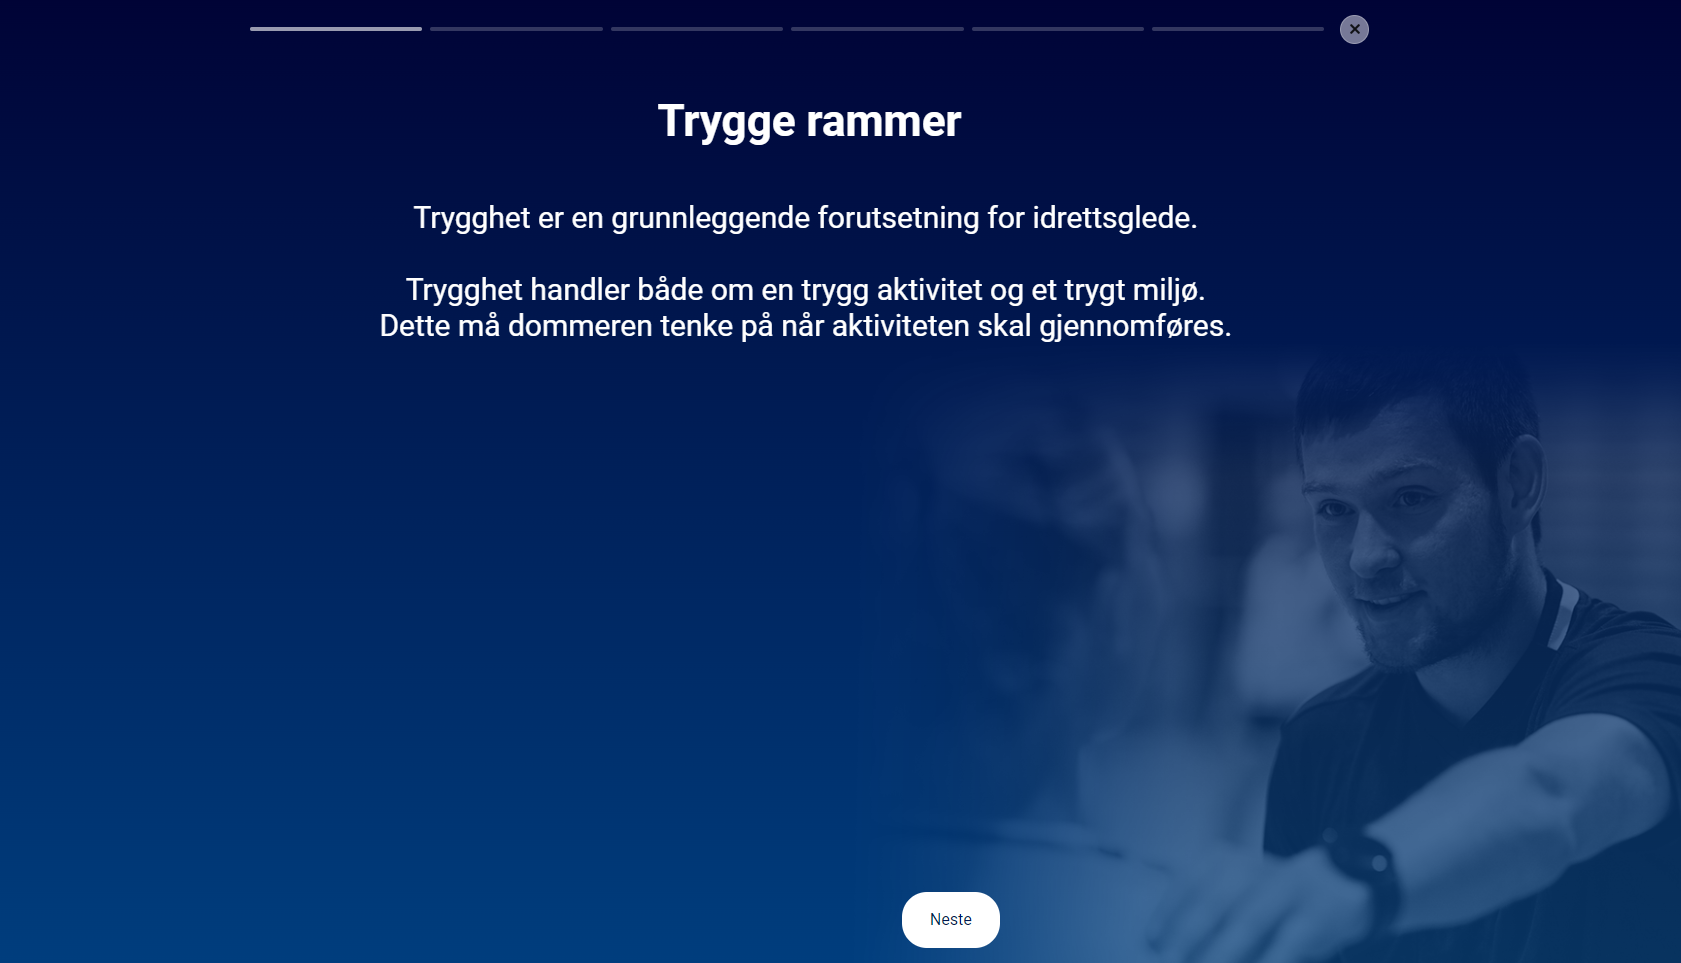 Trygge rammer
Trygghet er en grunnleggende forutsetning for idrettsglede.
Trygghet handler både om en trygg aktivitet og et trygt miljø.
Dette må dommeren tenke på når aktiviteten skal gjennomføres.
Neste